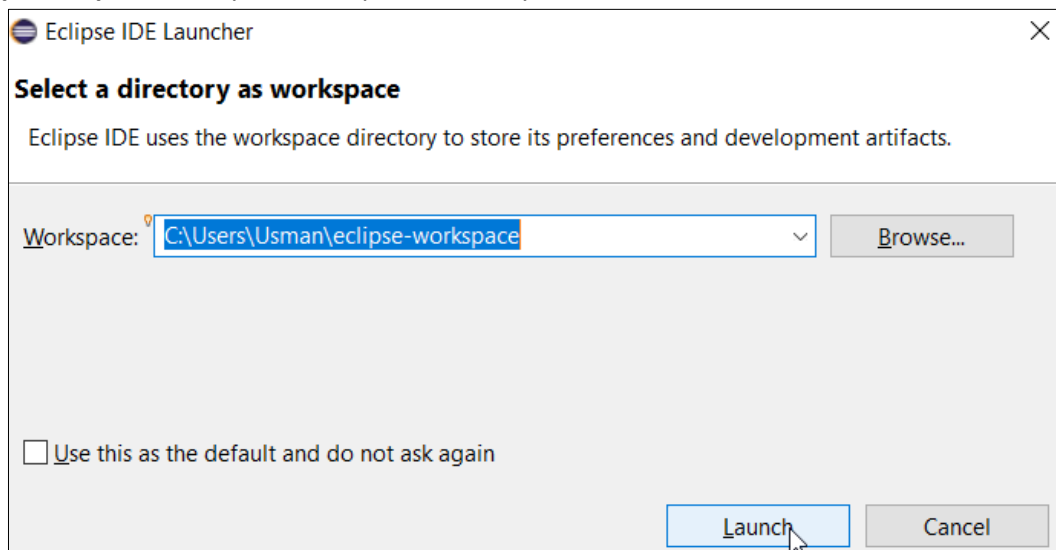 Eclipse IDE Launcher
Select a directory as workspace
Eclipse IDE uses the workspace directory to store its preferences and development artifacts.
Workspace: C:\Users\Usman\eclipse-workspace Browse...
Use this as the default and do not ask again
Launch Cancel